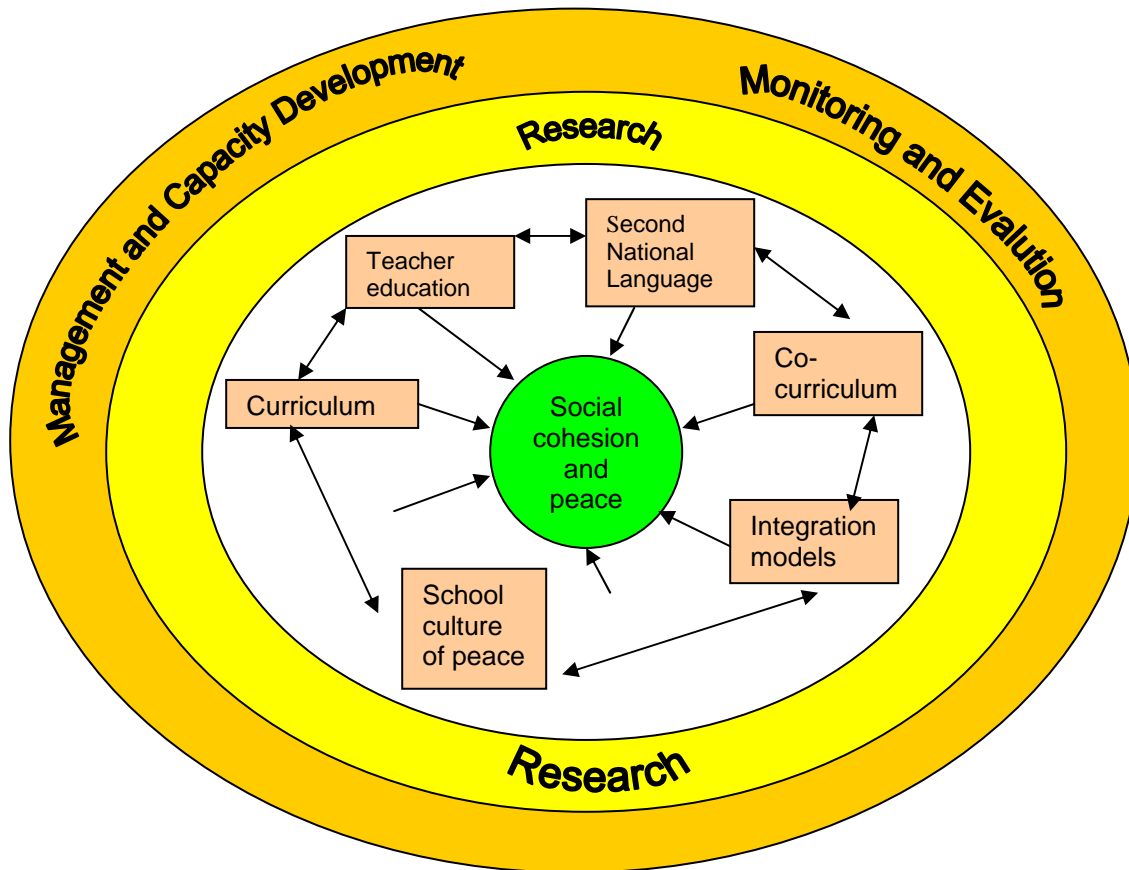 Management and Capacity Development
Monitoring and Evalution
Research
Second
National
Language
Teacher
education
Co-
curriculum
Curriculum
Social
cohesion
and
peace
Integration
models
School
culture
of peace
Research